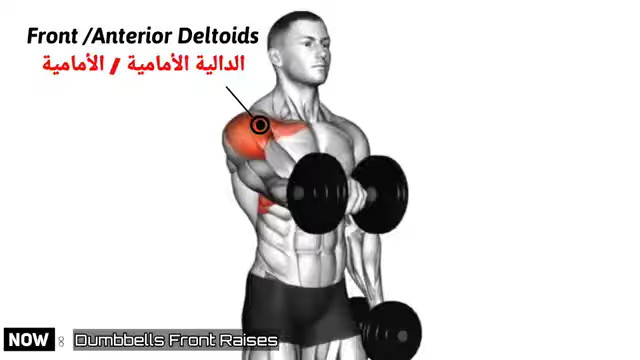 Front /Anterior Deltoids
الدالية الأمامية / الأمامية
NOW : Dumbbells Front Raises